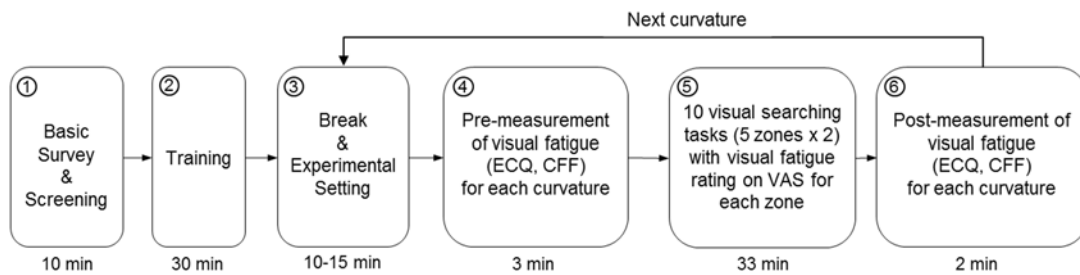 Next curvature
①
Basic
Survey
&
Screening
10 min
②
Training
30 min
③
Break
&
Experimental
Setting
10-15 min
④
Pre-measurement
of visual fatigue
(ECQ, CFF)
for each curvature
3 min
⑤
10 visual searching
tasks (5 zones x 2)
with visual fatigue
rating on VAS for
each zone
33 min
⑥
Post-measurement of
visual fatigue
(ECQ, CFF)
for each curvature
2 min